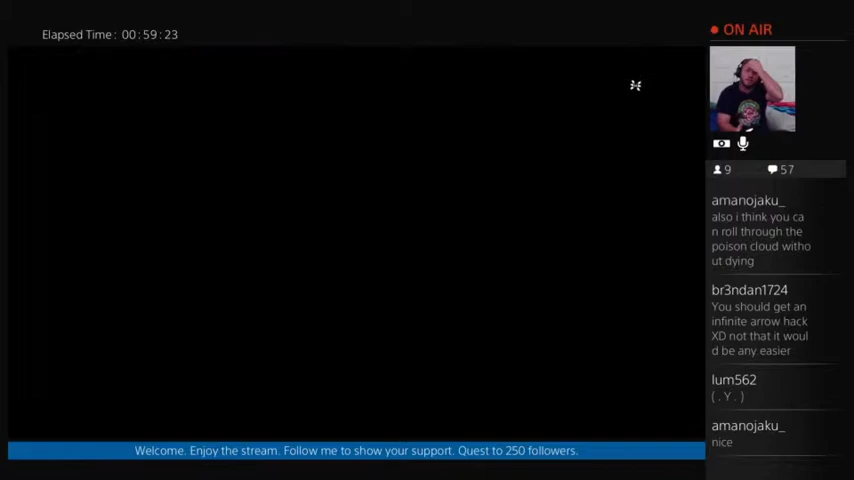 Elapsed Time: 00:59:23
ON AIR
9 57
amanojaku_
also i think you ca
n roll through the
poison cloud witho
ut dying
br3ndan1724
You should get an
infinite arrow hack
XD not that it woul
d be any easier
lum562
( . Y . )
amanojaku_
nice
Welcome. Enjoy the stream. Follow me to show your support. Quest to 250 followers.